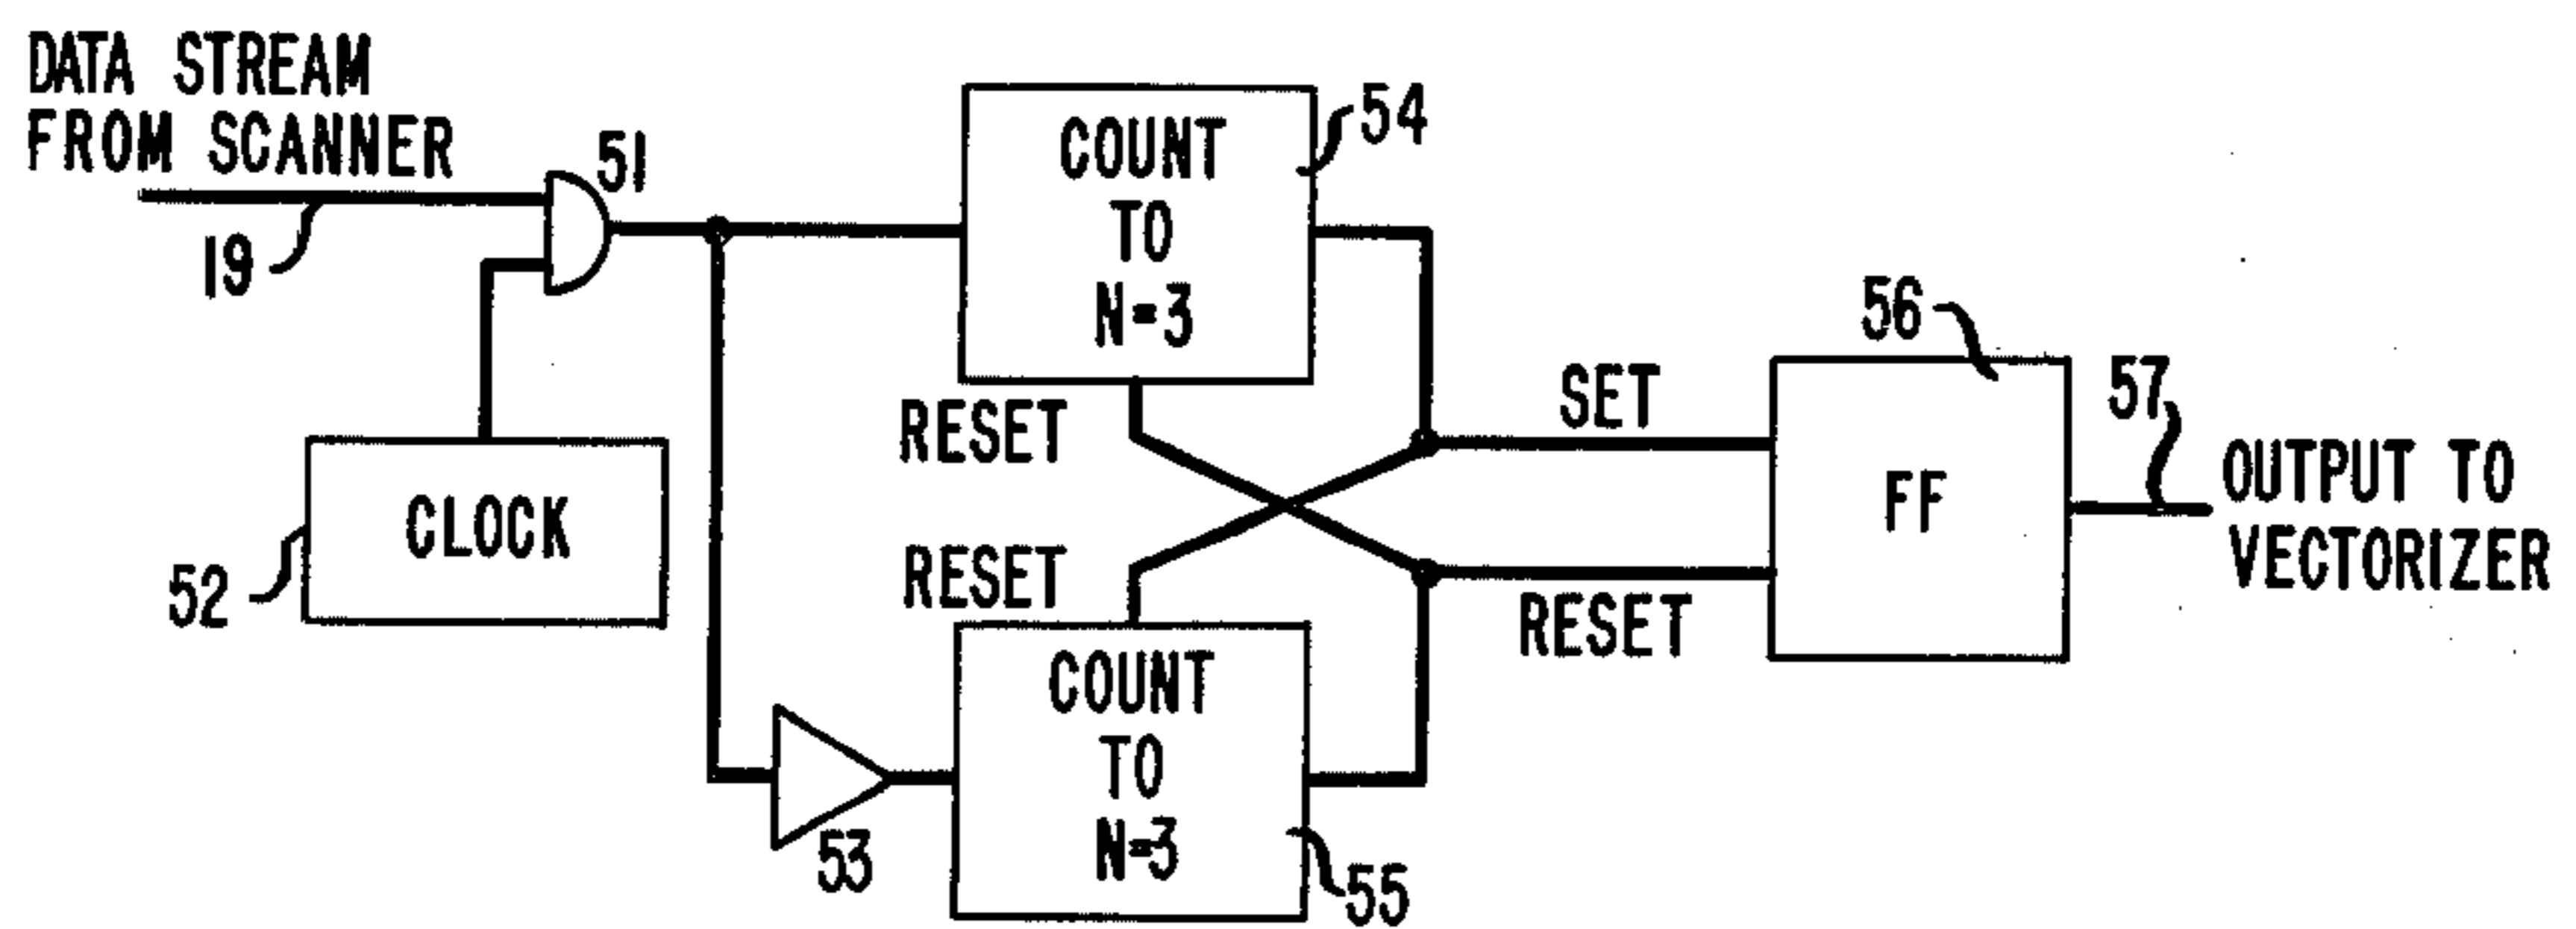 DATA STREAM
FROM SCANNER
19
51
CLOCK
52
53
COUNT
TO
N=3
54
RESET
RESET
COUNT
TO
N=3
55
SET
RESET
FF
56
57
OUTPUT TO
VECTORIZER